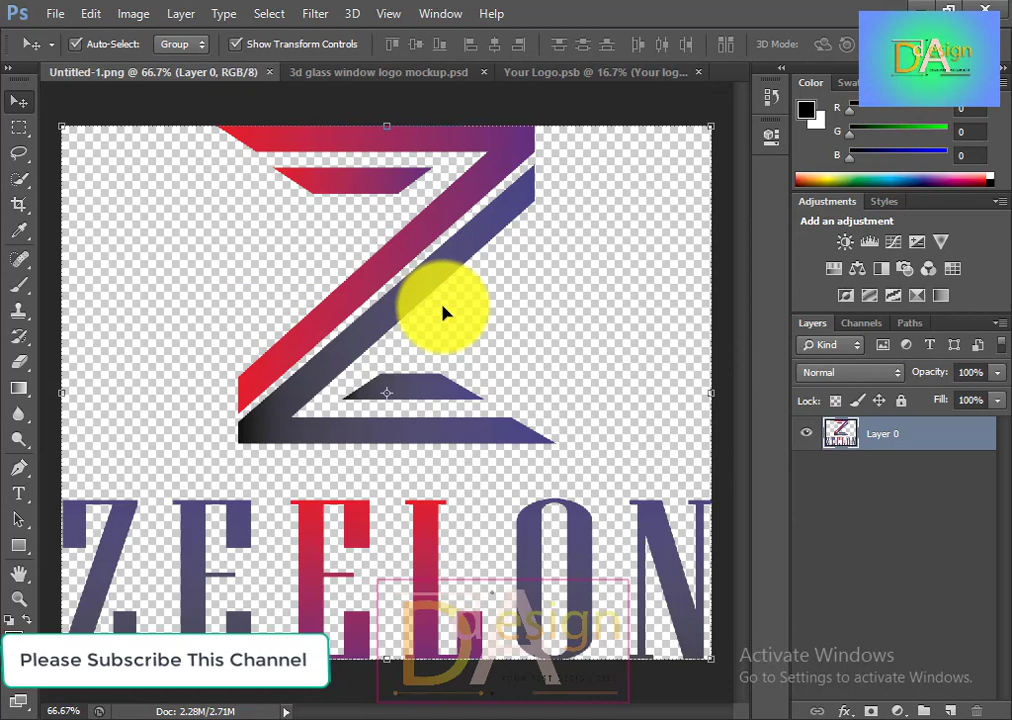 Ps File Edit Image Layer Type Select Filter 3D View Window Help
Auto-Select: Group Show Transform Controls 3D Mode:
Untitled-1.png @ 66.7% (Layer 0, RGB/8) × 3d glass window logo mockup.psd × Your Logo.psb @ 16.7% (Your log... ×
Color Swat
R 0
G 0
B 0
Adjustments Styles
Add an adjustment
Layers Channels Paths
Kind
Normal Opacity: 100%
Lock: Fill: 100%
Layer 0
ZEELON
Da design
Please Subscribe This Channel
Activate Windows
Go to Settings to activate Windows.
66.67% Doc: 2.28M/2.71M